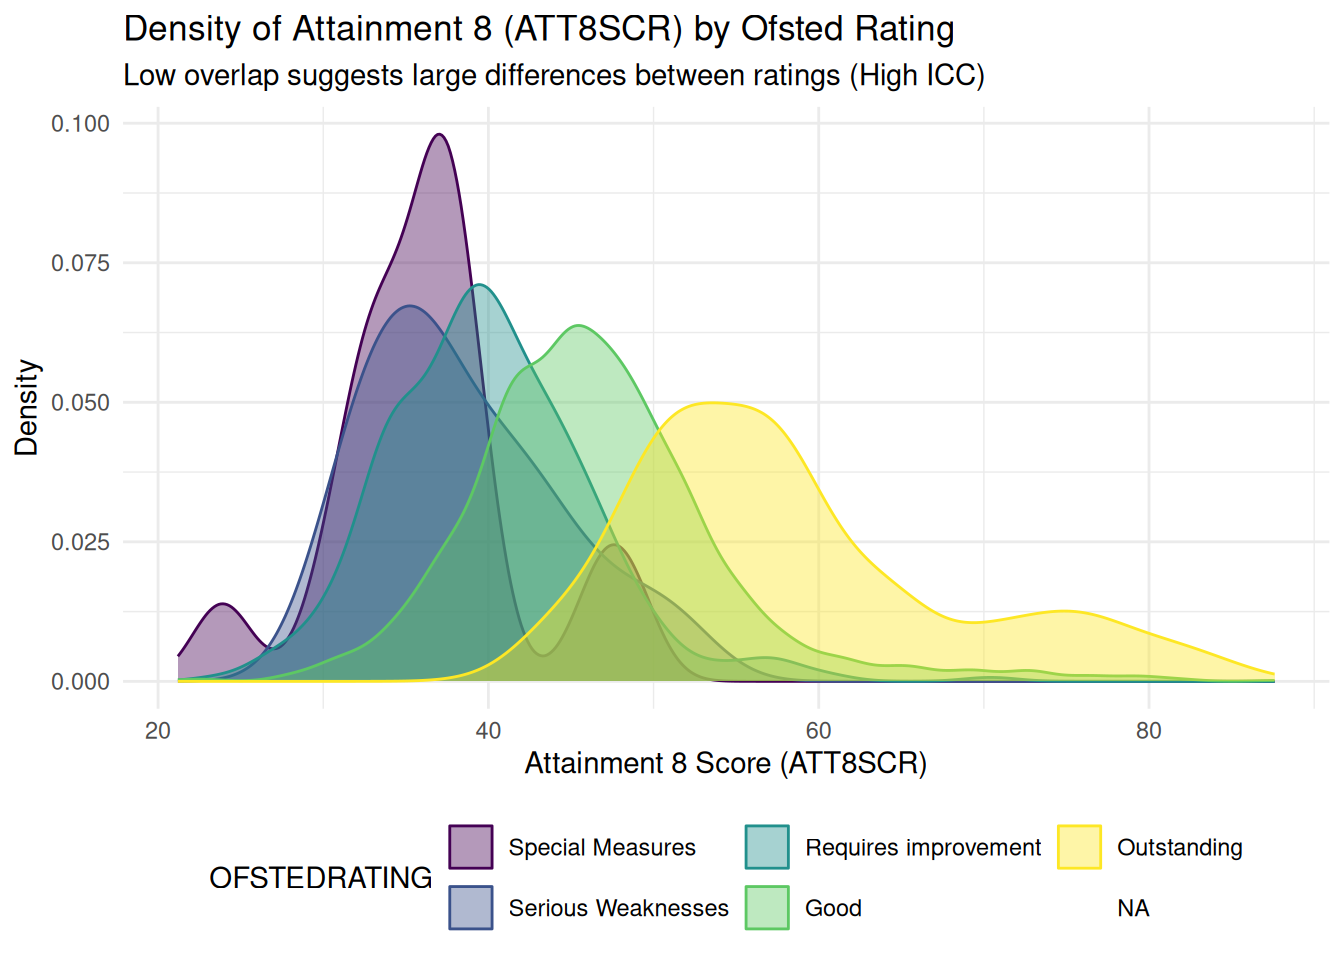 Density of Attainment 8 (ATT8SCR) by Ofsted Rating
Low overlap suggests large differences between ratings (High ICC)
Density
0.100
0.075
0.050
0.025
0.000
20 40 60 80
Attainment 8 Score (ATT8SCR)
OFSTEDRATING
Special Measures Requires improvement Outstanding
Serious Weaknesses Good NA